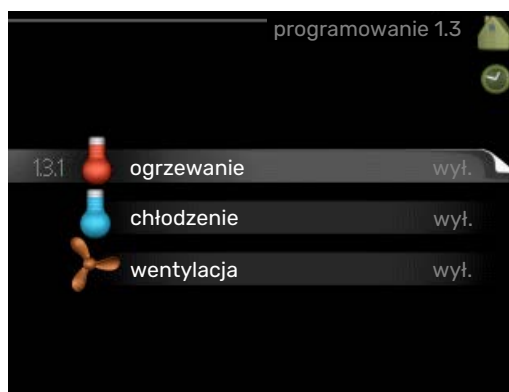 programowanie 1.3
1.3.1 ogrzewanie wył.
chłodzenie wył.
wentylacja wył.